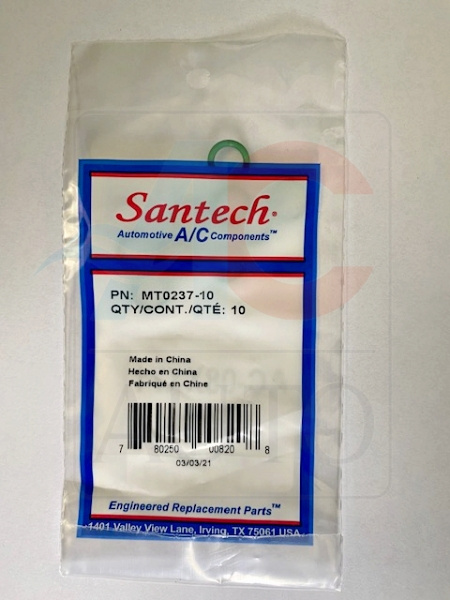 Santech®
Automotive A/C Components™
PN: MT0237-10
QTY/CONT./QTÉ: 10
Made in China
Hecho en China
Fabriqué en Chine
7 80250 00820 8
03/03/21
Engineered Replacement Parts™
1401 Valley View Lane, Irving, TX 75061 USA